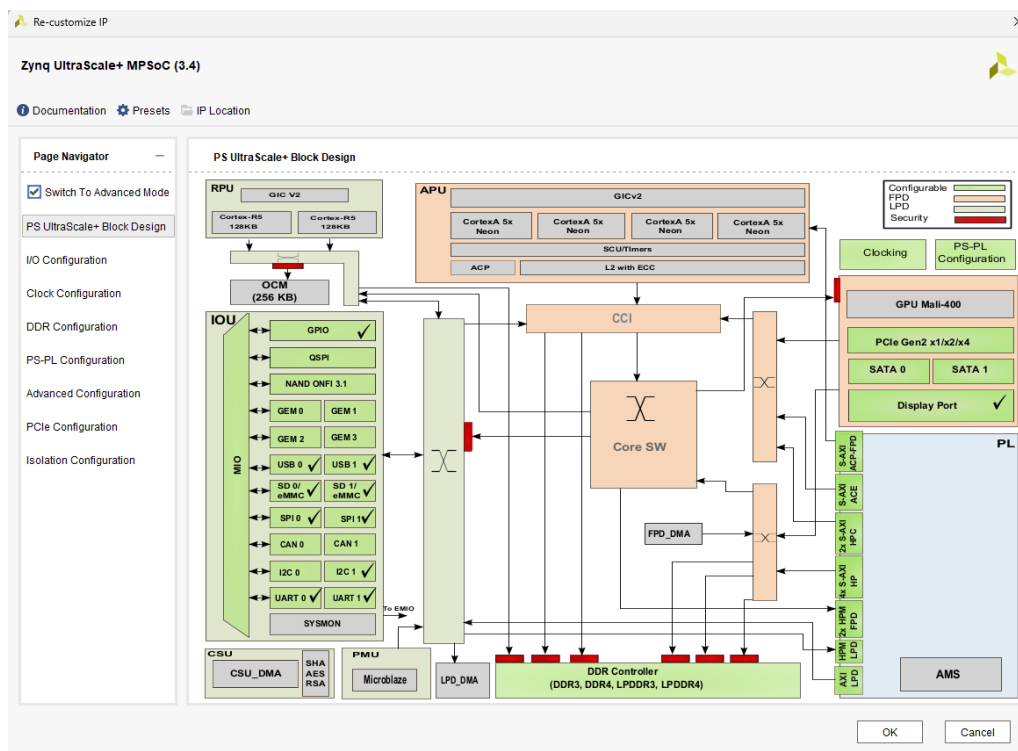 Re-customize IP
Zynq UltraScale+ MPSoC (3.4)
Documentation Presets IP Location
Page Navigator
Switch To Advanced Mode
PS UltraScale+ Block Design
I/O Configuration
Clock Configuration
DDR Configuration
PS-PL Configuration
Advanced Configuration
PCIe Configuration
Isolation Configuration
PS UltraScale+ Block Design
RPU
GIC V2
Cortex-R5
128KB
Cortex-R5
128KB
OCM
(256 KB)
APU
GICv2
CortexA 5x
Neon
CortexA 5x
Neon
CortexA 5x
Neon
CortexA 5x
Neon
SCU/Timers
ACP
L2 with ECC
Configurable
FPD
LPD
Security
Clocking
PS-PL
Configuration
GPU Mali-400
PCIe Gen2 x1/x2/x4
SATA 0
SATA 1
Display Port
CCI
Core SW
FPD_DMA
IOU
MIO
GPIO
QSPI
NAND ONFI 3.1
GEM 0
GEM 1
GEM 2
GEM 3
USB 0
USB 1
SD 0/
eMMC
SD 1/
eMMC
SPI 0
SPI 1
CAN 0
CAN 1
I2C 0
I2C 1
UART 0
UART 1
SYSMON
To EMIO
CSU
CSU_DMA
SHA
AES
RSA
PMU
Microblaze
LPD_DMA
DDR Controller
(DDR3, DDR4, LPDDR3, LPDDR4)
PL
S-AXI
ACP-FPD
S-AXI
ACE
2x S-AXI
HPC
4x S-AXI
HP
2x HPM
FPD
HPM
LPD
AXI
LPD
AMS
OK
Cancel